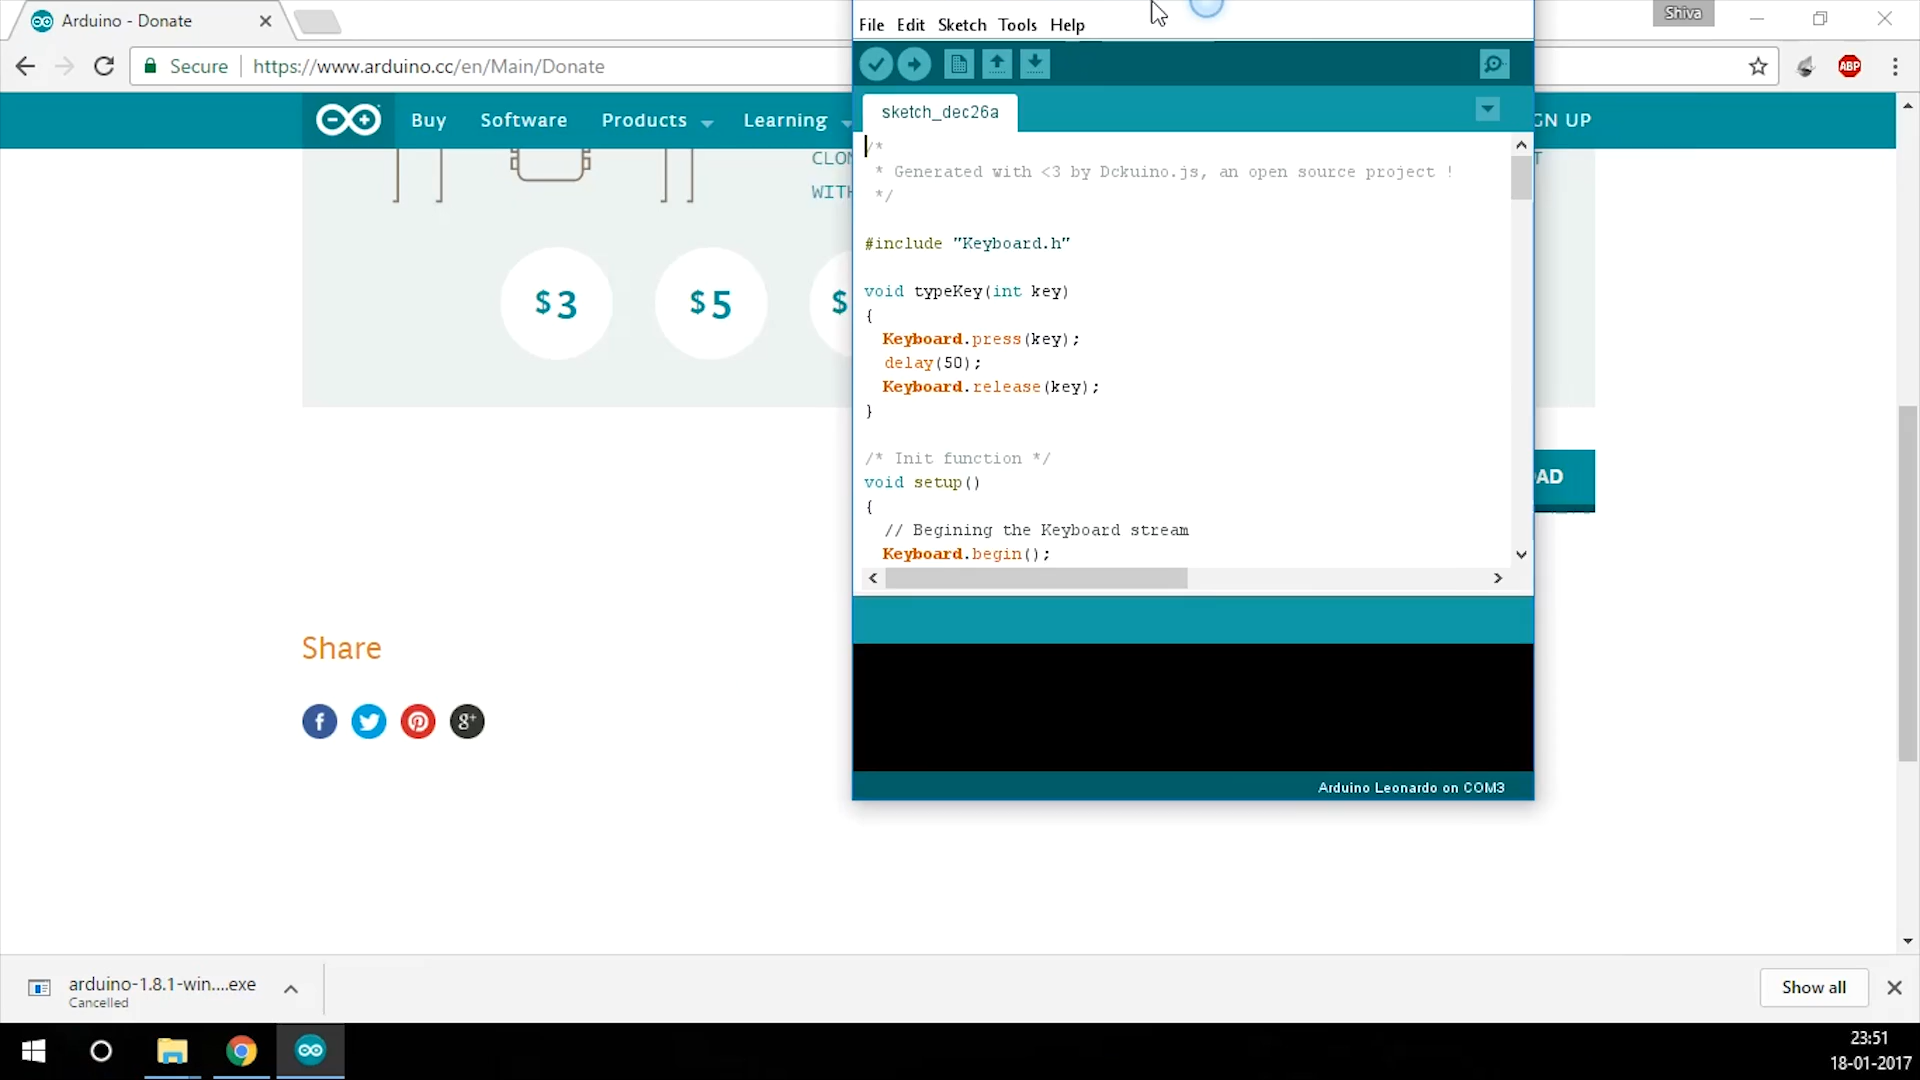 Arduino - Donate
Shiva
Secure
https://www.arduino.cc/en/Main/Donate
ABP
Buy
Software
Products
Learning
GN UP
CLON
WITH
T
$3
$5
$
AD
File Edit Sketch Tools Help
sketch_dec26a
/*
* Generated with <3 by Dckuino.js, an open source project !
*/
#include "Keyboard.h"
void typeKey(int key)
{
Keyboard.press(key);
delay(50);
Keyboard.release(key);
}
/* Init function */
void setup()
{
// Begining the Keyboard stream
Keyboard.begin();
Arduino Leonardo on COM3
Share
f
g+
arduino-1.8.1-win....exe
Cancelled
Show all
23:51
18-01-2017